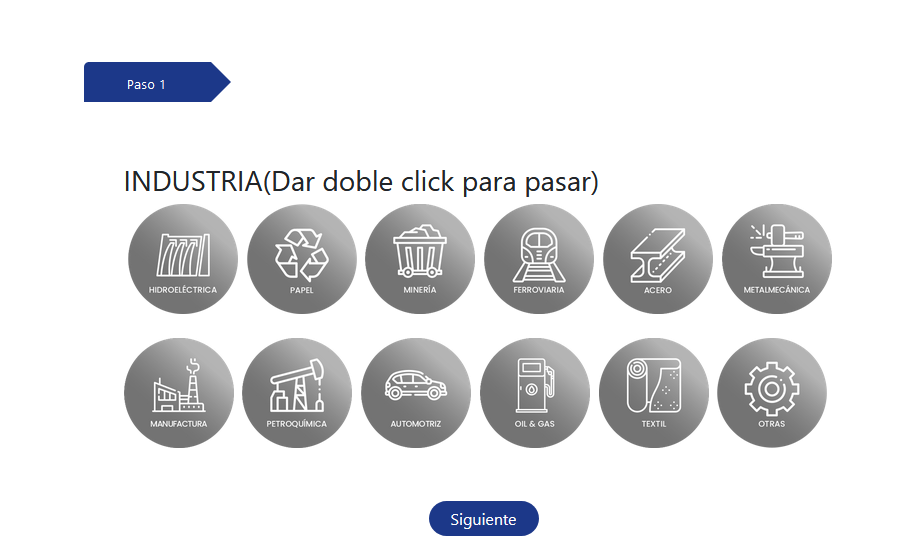 Paso 1
INDUSTRIA(Dar doble click para pasar)
HIDROELÉCTRICA PAPEL MINERÍA FERROVIARIA ACERO METALMECÁNICA
MANUFACTURA PETROQUÍMICA AUTOMOTRIZ OIL & GAS TEXTIL OTRAS
Siguiente